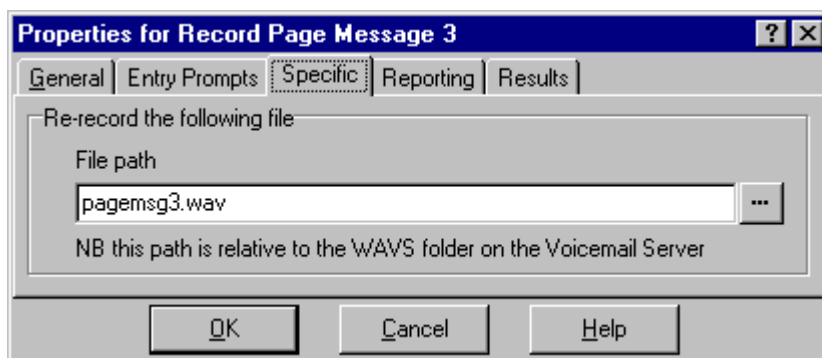 Properties for Record Page Message 3
General Entry Prompts Specific Reporting Results
Re-record the following file
File path
pagemsg3.wav ...
NB this path is relative to the WAVS folder on the Voicemail Server
OK Cancel Help